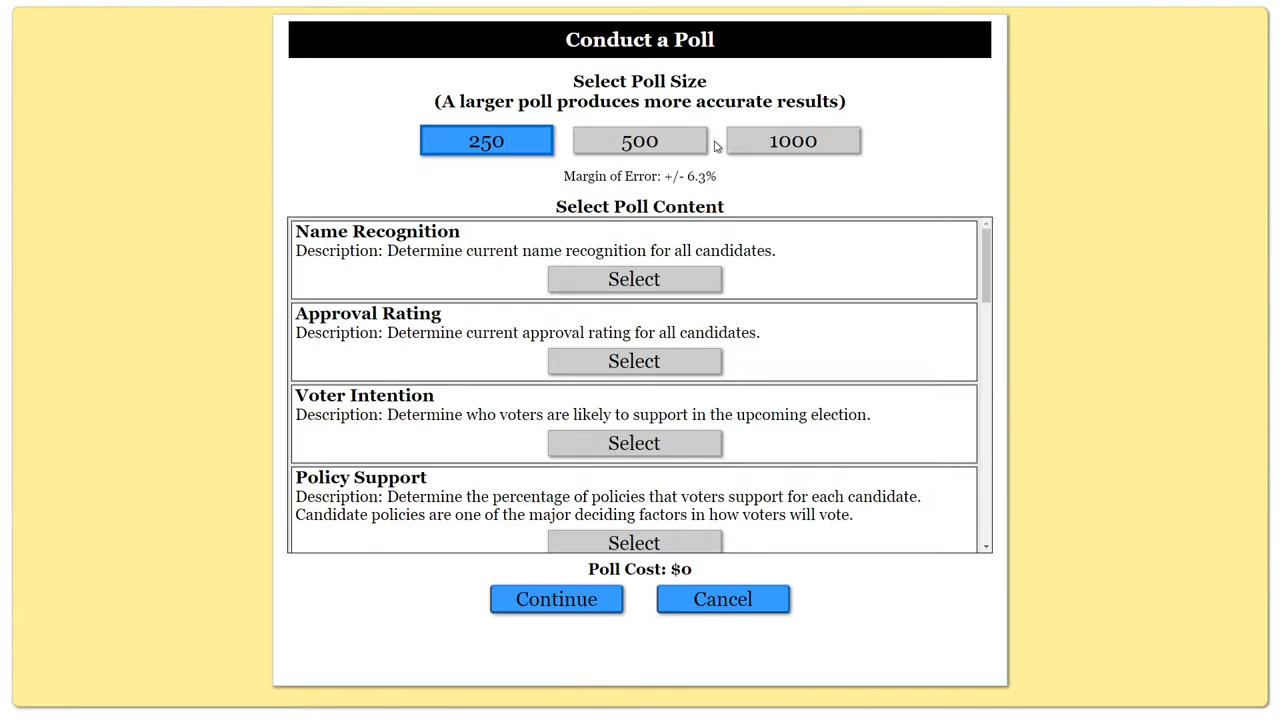 Conduct a Poll
Select Poll Size
(A larger poll produces more accurate results)
250 500 1000
Margin of Error: +/- 6.3%
Select Poll Content
Name Recognition
Description: Determine current name recognition for all candidates.
Select
Approval Rating
Description: Determine current approval rating for all candidates.
Select
Voter Intention
Description: Determine who voters are likely to support in the upcoming election.
Select
Policy Support
Description: Determine the percentage of policies that voters support for each candidate.
Candidate policies are one of the major deciding factors in how voters will vote.
Select
Poll Cost: $0
Continue Cancel